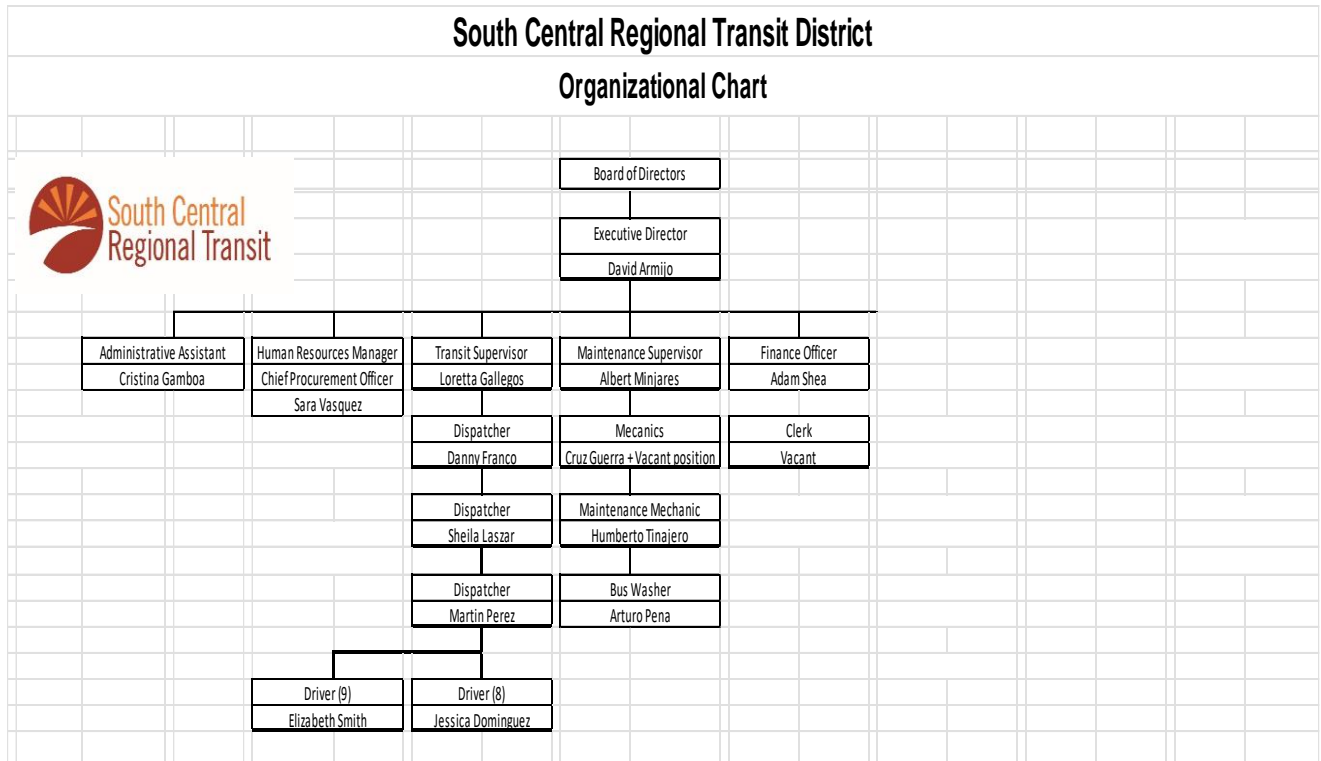 South Central Regional Transit District
Organizational Chart
South Central
Regional Transit
Board of Directors
Executive Director
David Armijo
Administrative Assistant
Cristina Gamboa
Human Resources Manager
Chief Procurement Officer
Sara Vasquez
Transit Supervisor
Loretta Gallegos
Maintenance Supervisor
Albert Minjares
Finance Officer
Adam Shea
Dispatcher
Danny Franco
Mecanics
Cruz Guerra + Vacant position
Clerk
Vacant
Dispatcher
Sheila Laszar
Maintenance Mechanic
Humberto Tinajero
Dispatcher
Martin Perez
Bus Washer
Arturo Pena
Driver (9)
Elizabeth Smith
Driver (8)
Jessica Dominguez